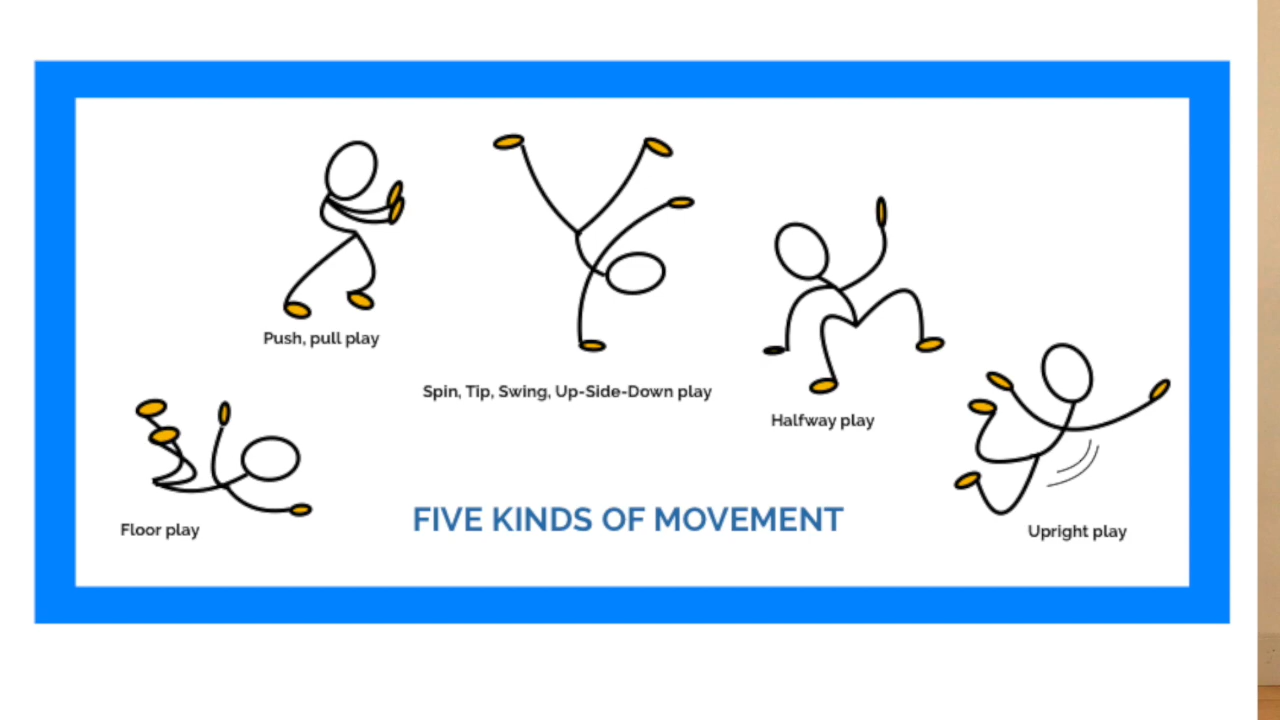 Push, pull play
Spin, Tip, Swing, Up-Side-Down play
Halfway play
Floor play
FIVE KINDS OF MOVEMENT
Upright play